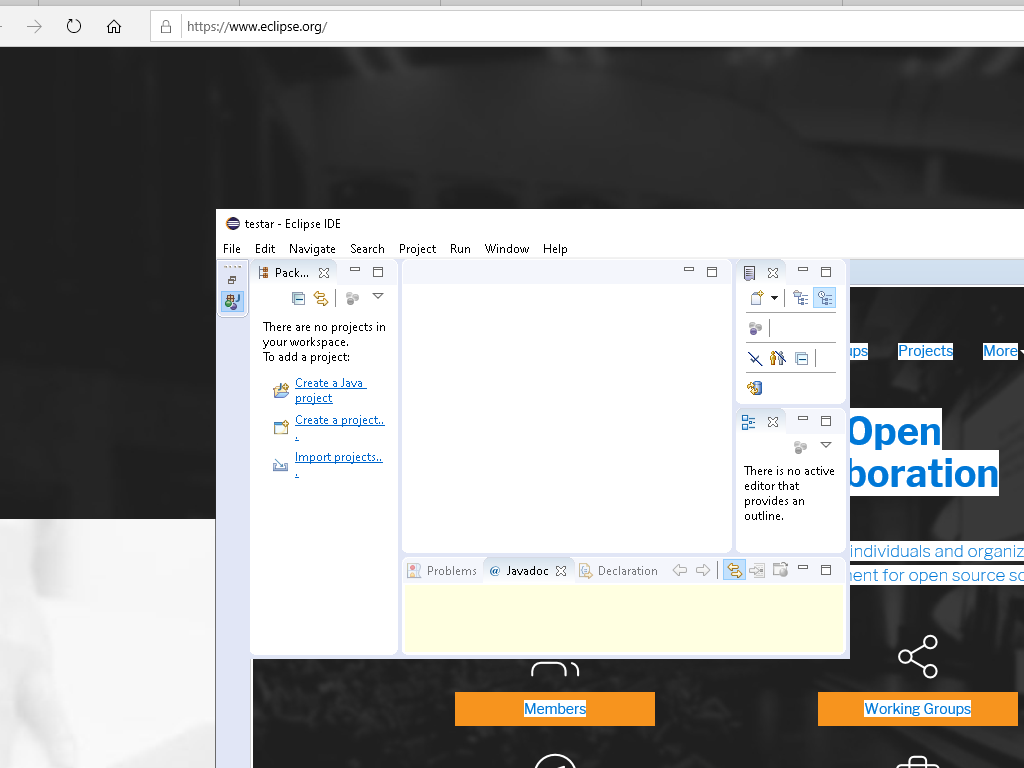 https://www.eclipse.org/
testar - Eclipse IDE
File Edit Navigate Search Project Run Window Help
Pack...
There are no projects in
your workspace.
To add a project:
Create a Java
project
Create a project..
.
Import projects..
.
There is no active
editor that
provides an
outline.
Problems
@ Javadoc
Declaration
ups
Projects
More
Open
boration
individuals and organiz
ment for open source so
Members
Working Groups